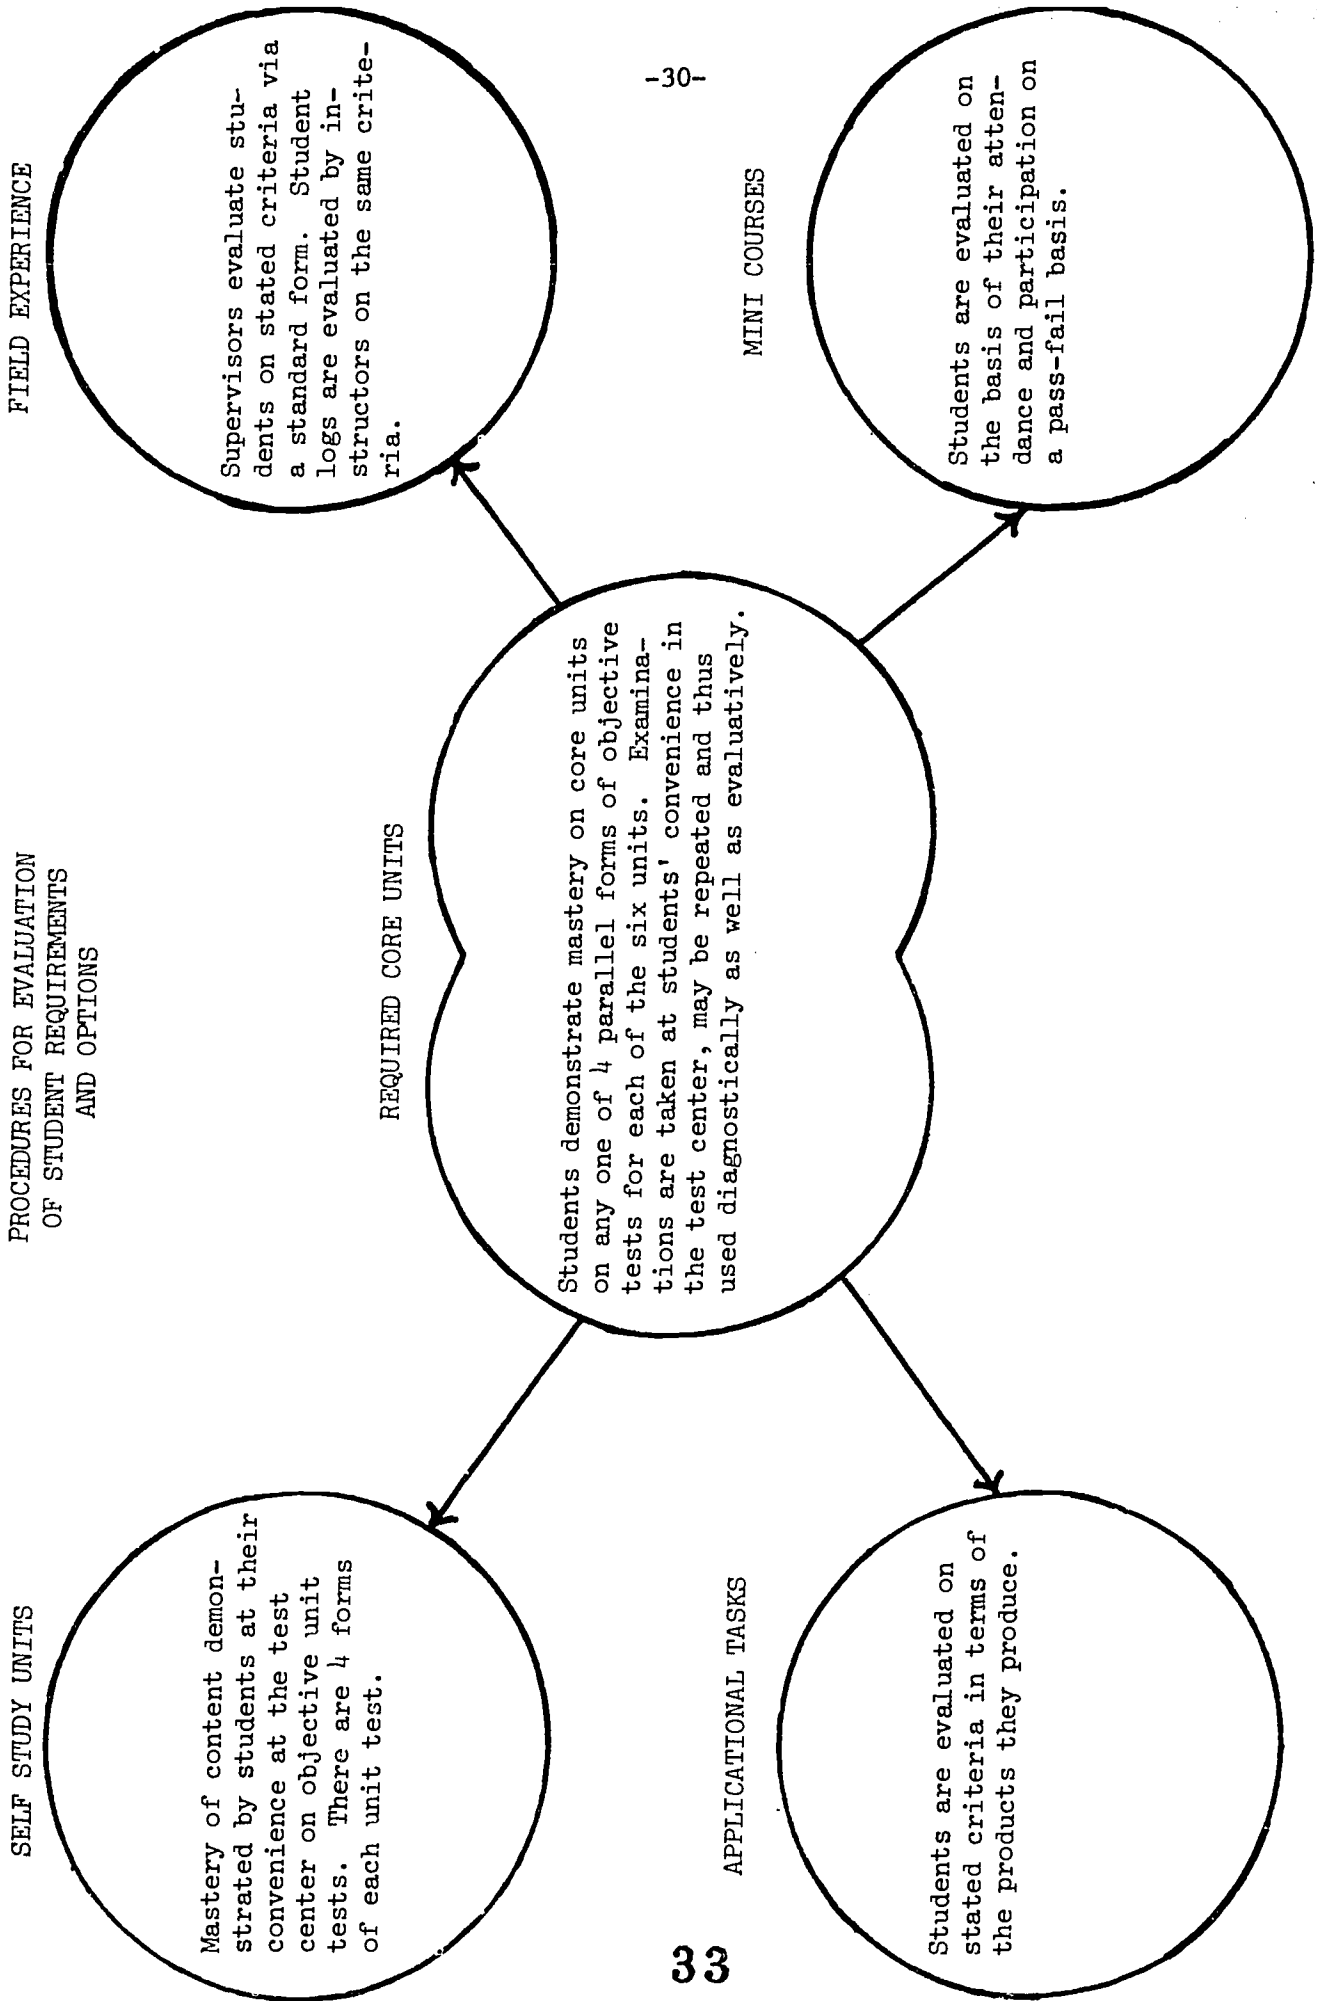 PROCEDURES FOR EVALUATION
OF STUDENT REQUIREMENTS
AND OPTIONS
SELF STUDY UNITS
Mastery of content demon-
strated by students at their
convenience at the test
center on objective unit
tests. There are 4 forms
of each unit test.
FIELD EXPERIENCE
Supervisors evaluate stu-
dents on stated criteria via
a standard form. Student
logs are evaluated by in-
structors on the same crite-
ria.
REQUIRED CORE UNITS
Students demonstrate mastery on core units
on any one of 4 parallel forms of objective
tests for each of the six units. Examina-
tions are taken at students' convenience in
the test center, may be repeated and thus
used diagnostically as well as evaluatively.
APPLICATIONAL TASKS
Students are evaluated on
stated criteria in terms of
the products they produce.
MINI COURSES
Students are evaluated on
the basis of their atten-
dance and participation on
a pass-fail basis.
-30-
33